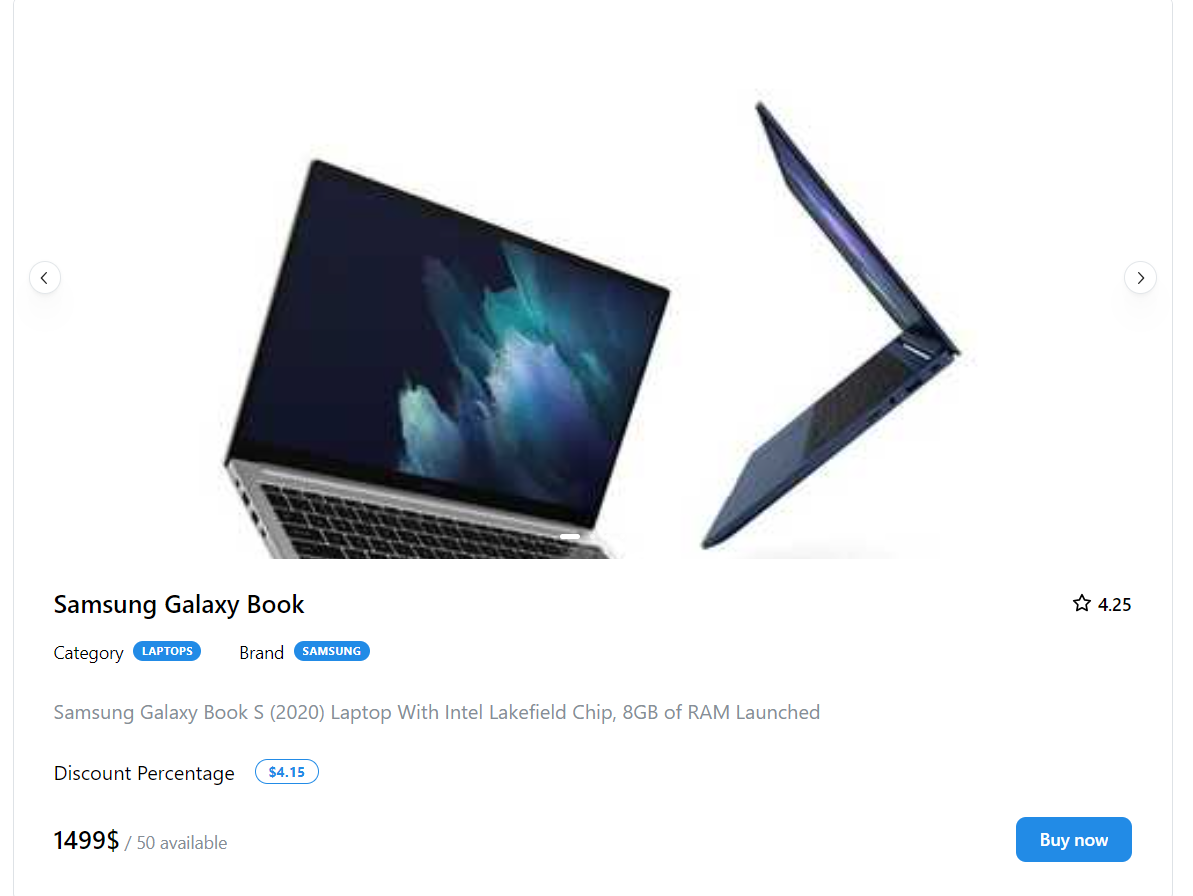 Samsung Galaxy Book
4.25
Category LAPTOPS Brand SAMSUNG
Samsung Galaxy Book S (2020) Laptop With Intel Lakefield Chip, 8GB of RAM Launched
Discount Percentage $4.15
1499$ / 50 available
Buy now